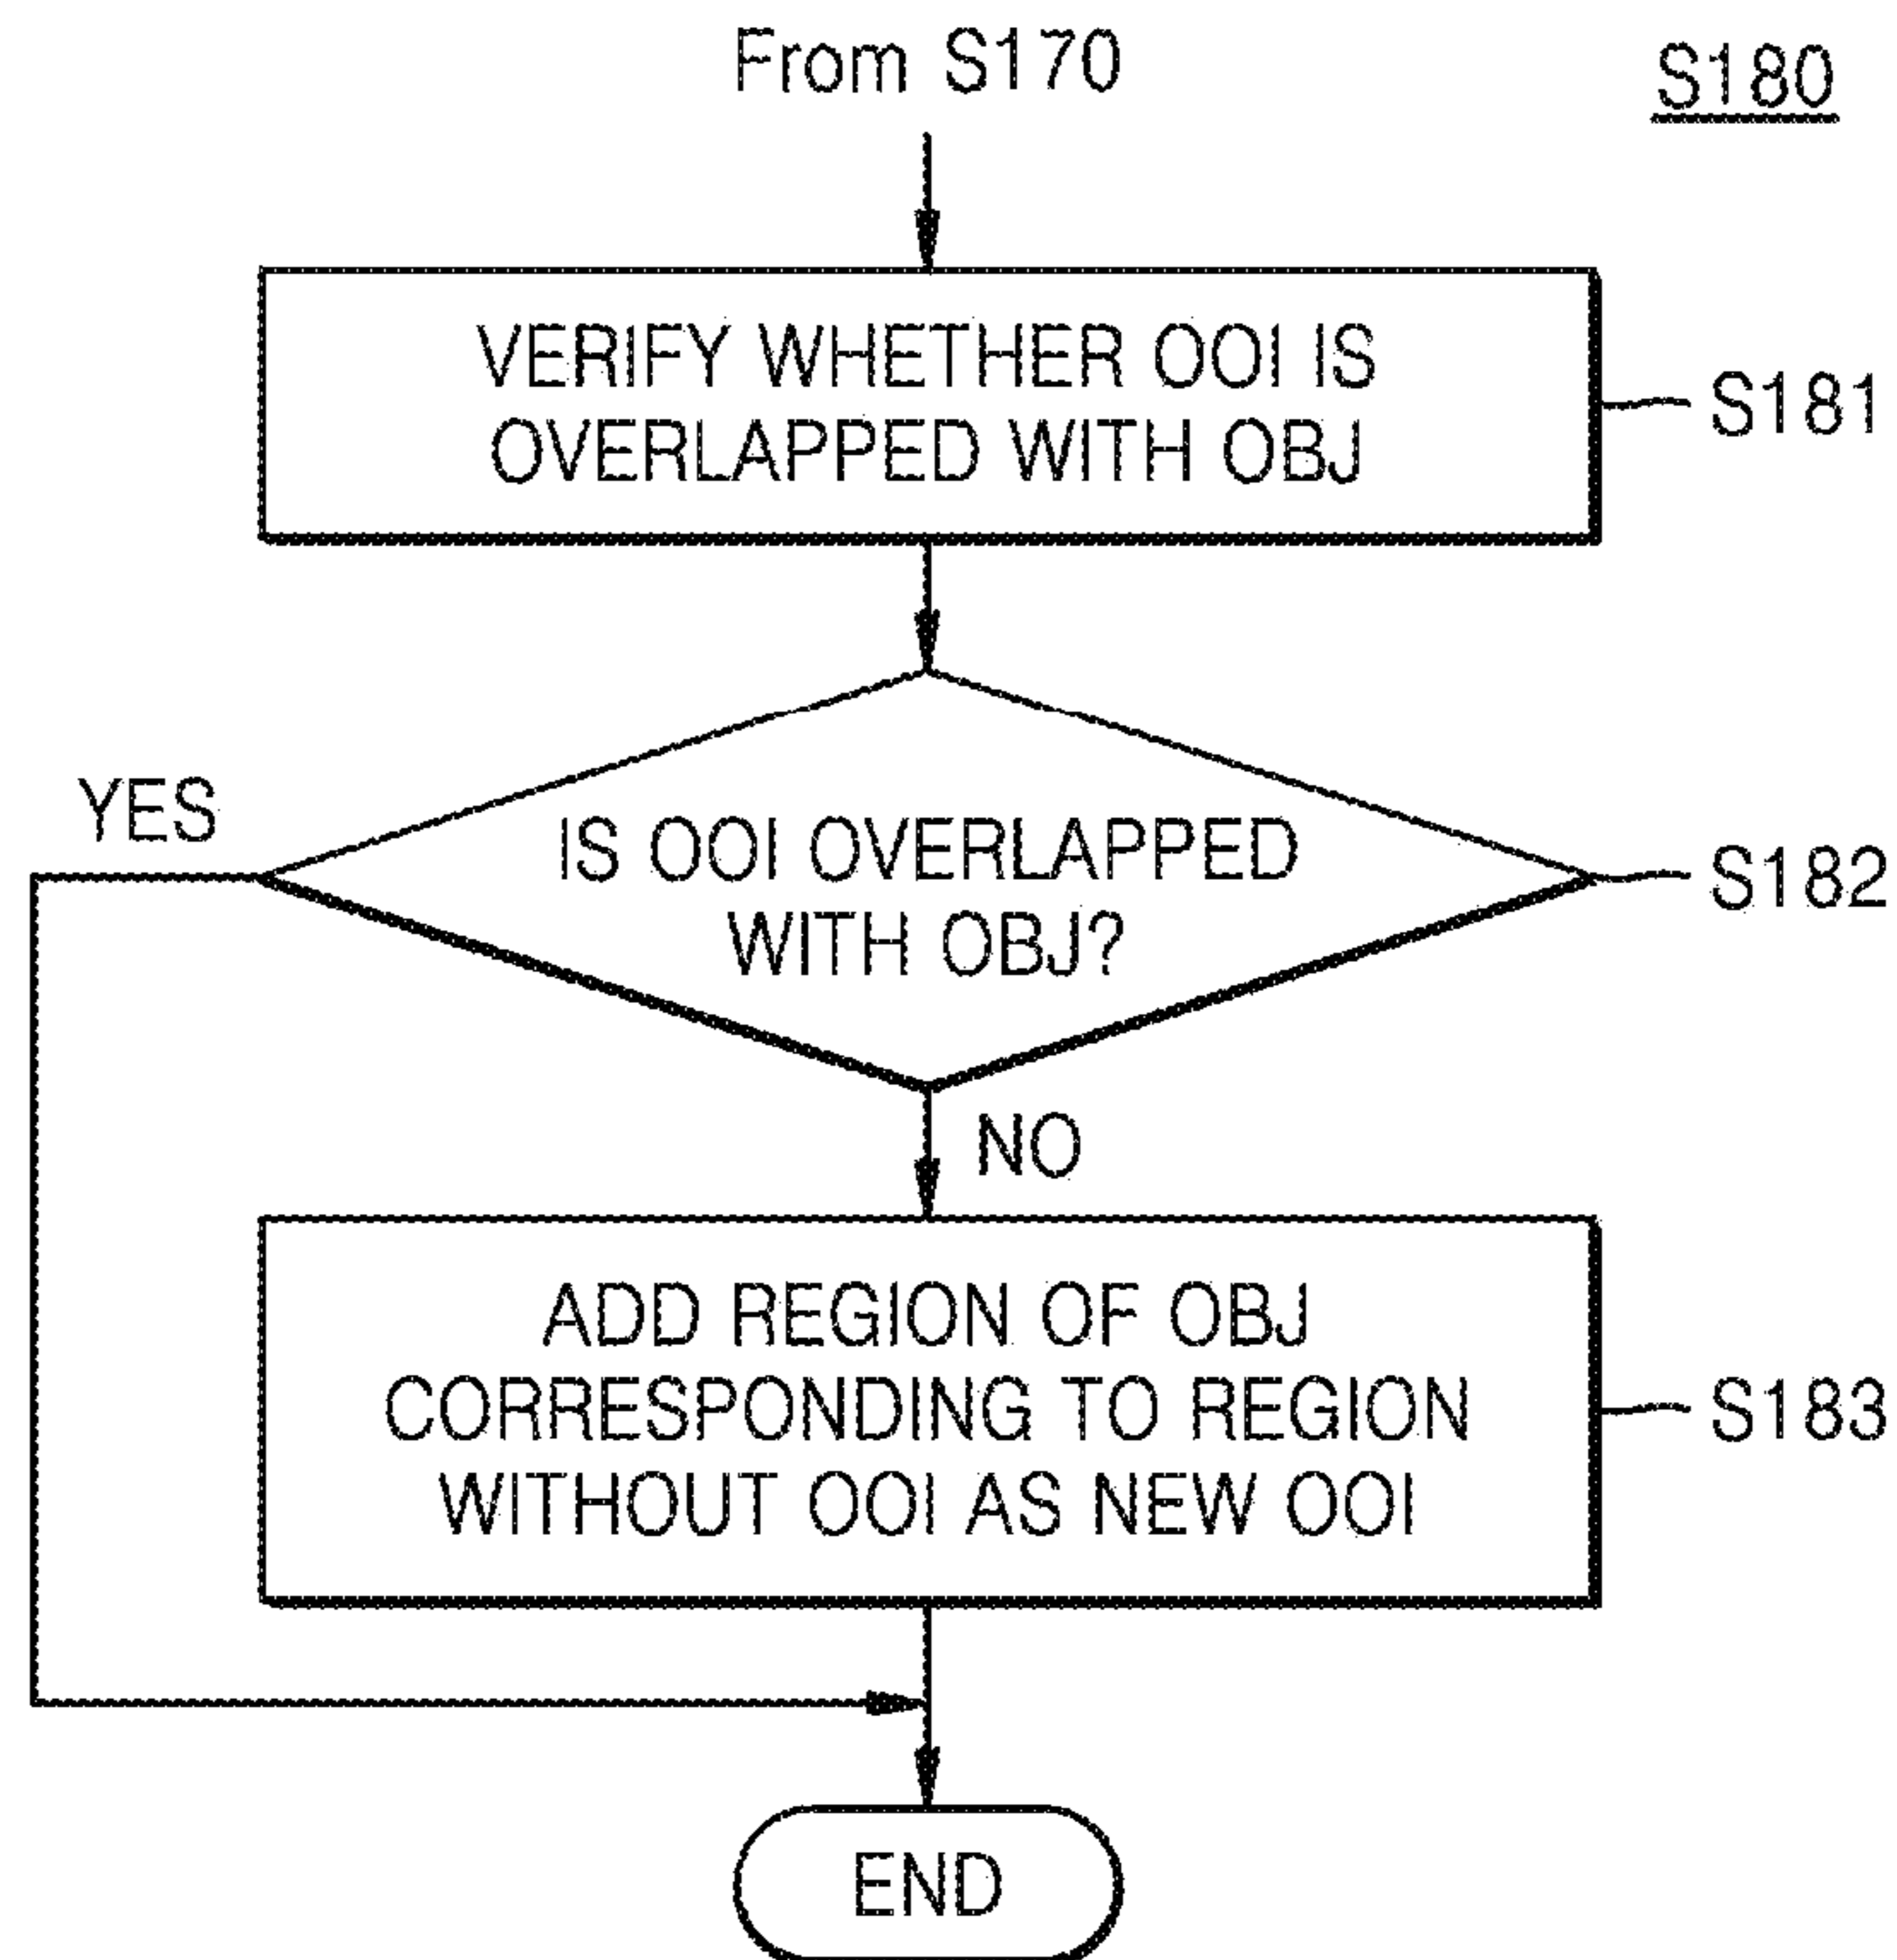 From S170
S180
VERIFY WHETHER OOI IS
OVERLAPPED WITH OBJ
S181
YES
IS OOI OVERLAPPED
WITH OBJ?
S182
NO
ADD REGION OF OBJ
CORRESPONDING TO REGION
WITHOUT OOI AS NEW OOI
S183
END